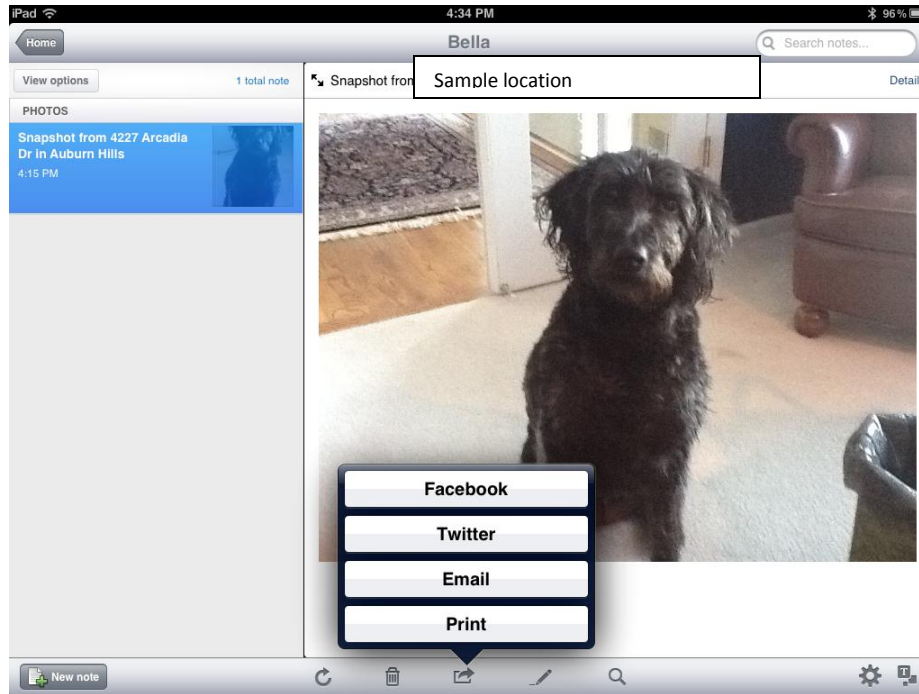 iPad 4:34 PM 96%
Home Bella Search notes...
View options 1 total note Snapshot from Sample location Detail
PHOTOS
Snapshot from 4227 Arcadia
Dr in Auburn Hills
4:15 PM
Facebook
Twitter
Email
Print
New note